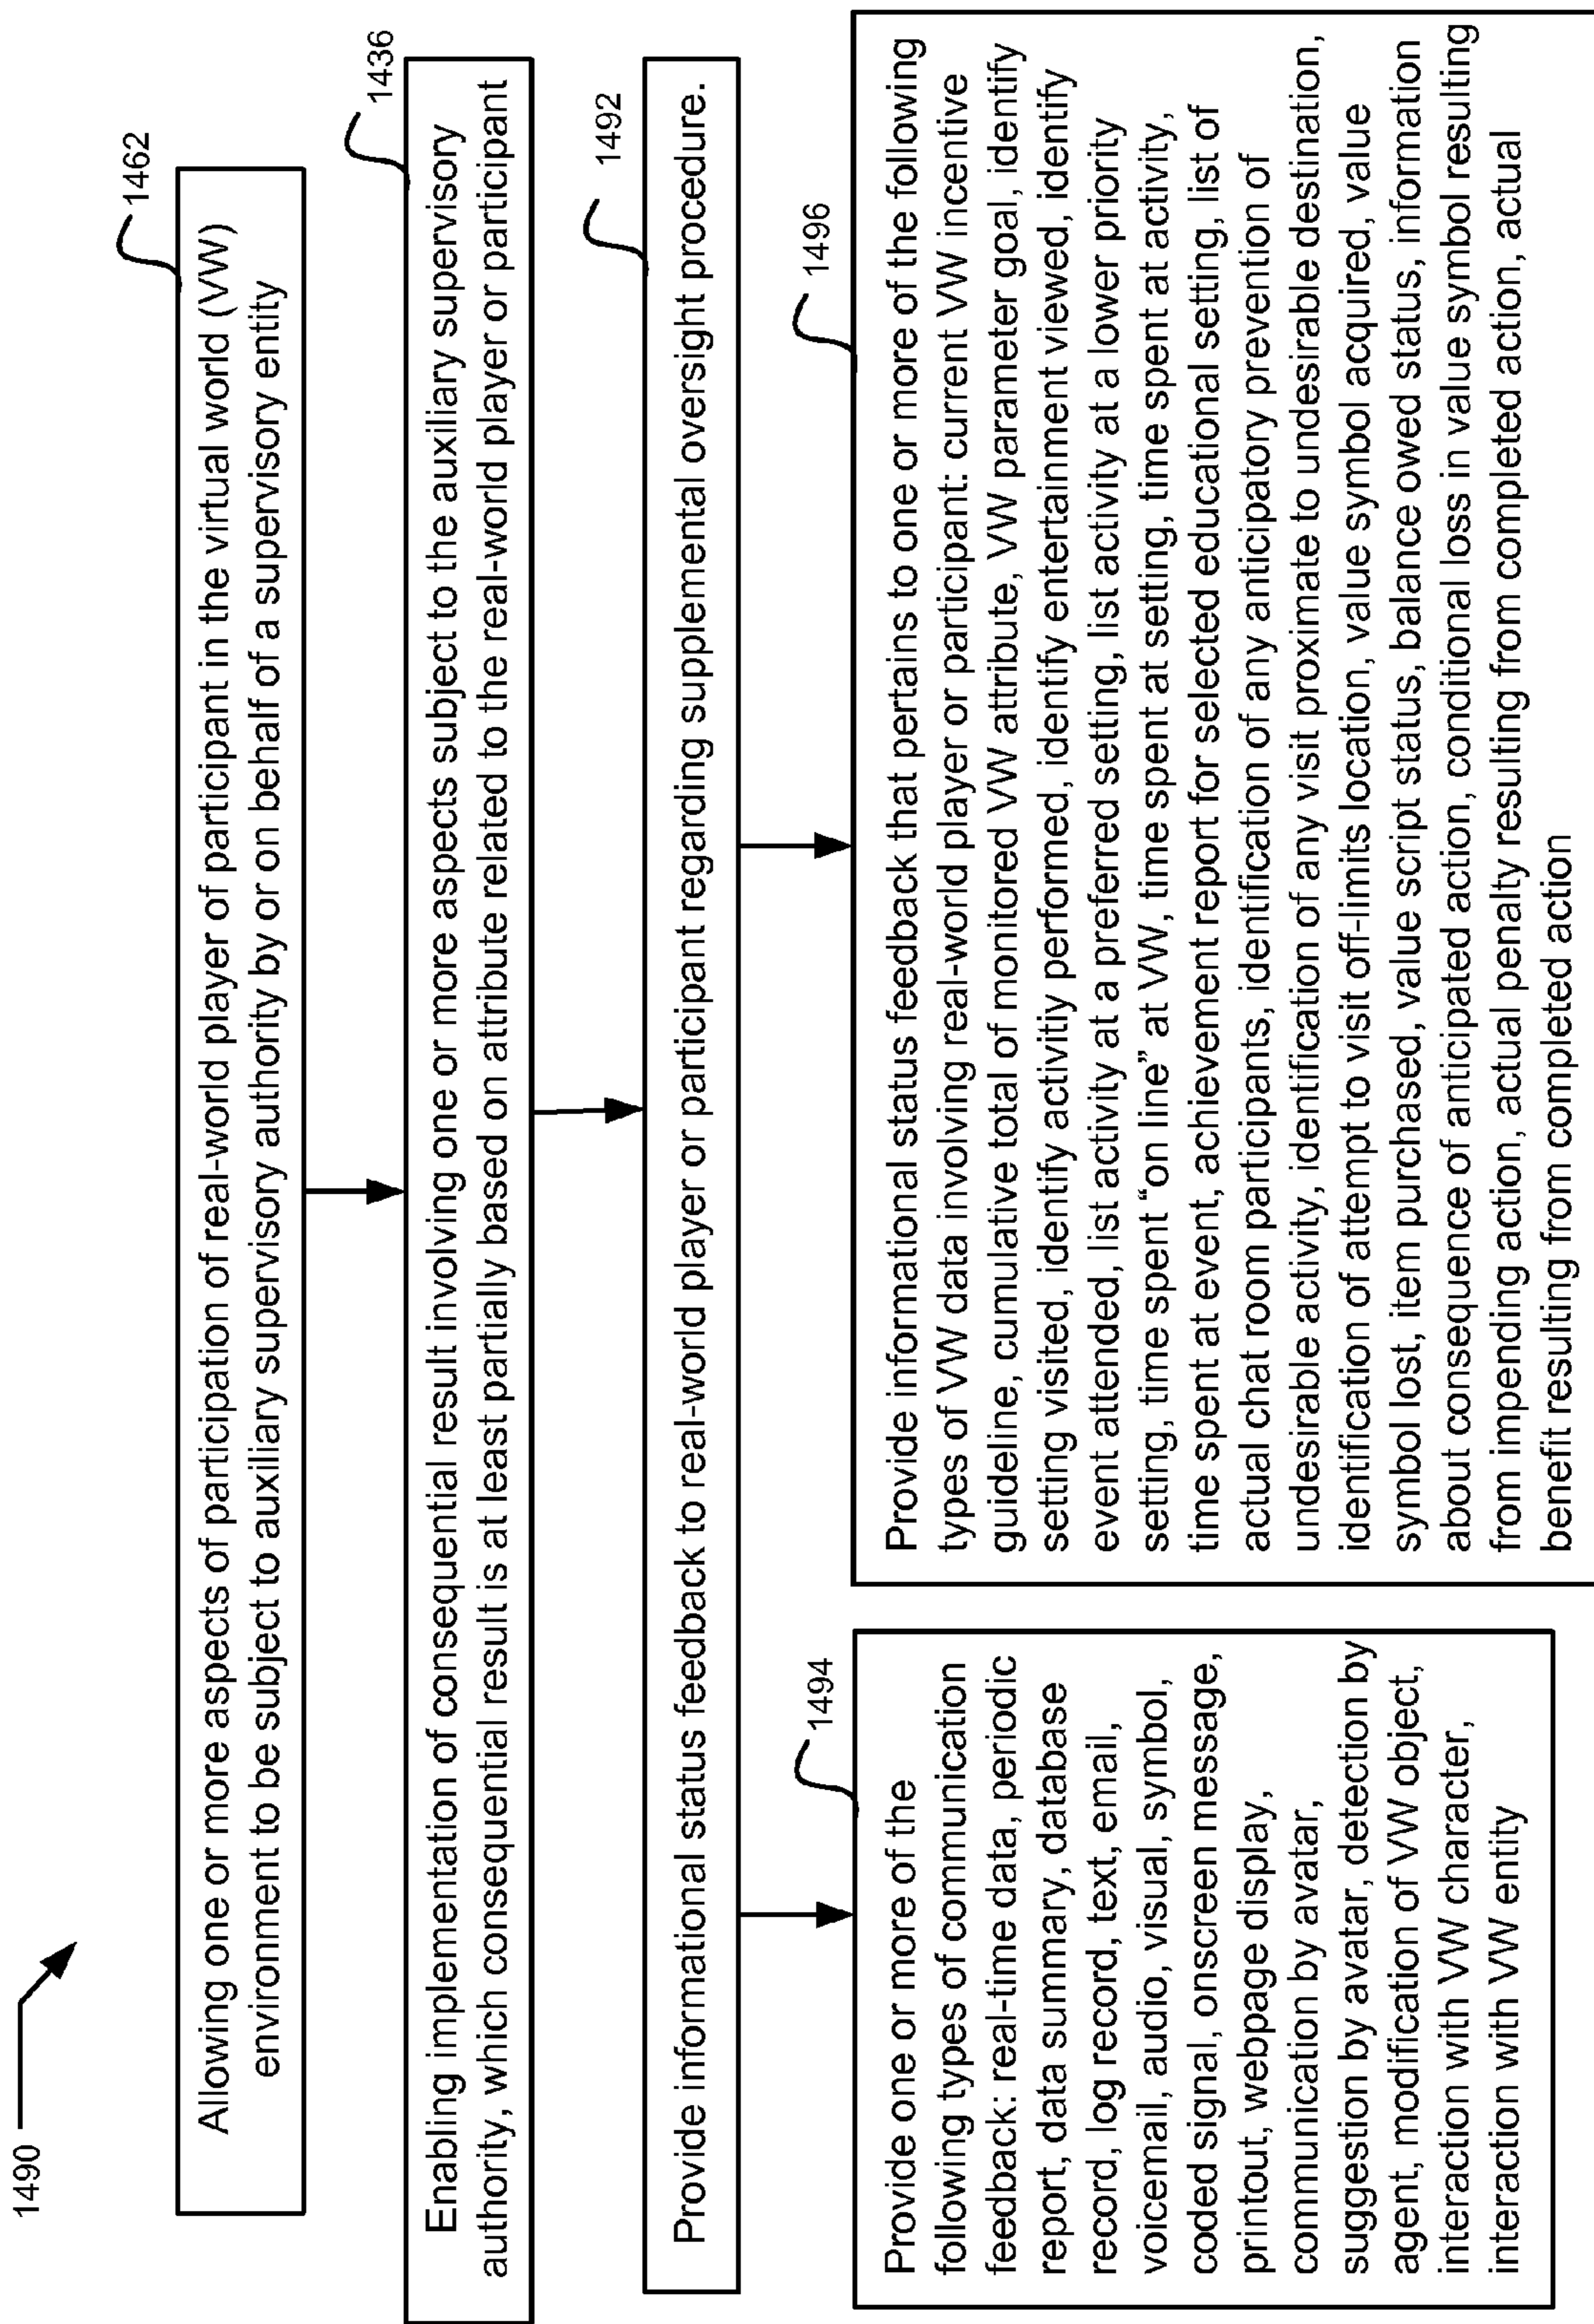 1490
1462
Allowing one or more aspects of participation of real-world player of participant in the virtual world (VW)
environment to be subject to auxiliary supervisory authority by or on behalf of a supervisory entity
1436
Enabling implementation of consequential result involving one or more aspects subject to the auxiliary supervisory
authority, which consequential result is at least partially based on attribute related to the real-world player or participant
1492
Provide informational status feedback to real-world player or participant regarding supplemental oversight procedure.
1494
Provide one or more of the
following types of communication
feedback: real-time data, periodic
report, data summary, database
record, log record, text, email,
voicemail, audio, visual, symbol,
coded signal, onscreen message,
printout, webpage display,
communication by avatar,
suggestion by avatar, detection by
agent, modification of VW object,
interaction with VW character,
interaction with VW entity
1496
Provide informational status feedback that pertains to one or more of the following
types of VW data involving real-world player or participant: current VW incentive
guideline, cumulative total of monitored VW attribute, VW parameter goal, identify
setting visited, identify activitiy performed, identify entertainment viewed, identify
event attended, list activity at a preferred setting, list activity at a lower priority
setting, time spent "on line" at VW, time spent at setting, time spent at activity,
time spent at event, achievement report for selected educational setting, list of
actual chat room participants, identification of any anticipatory prevention of
undesirable activity, identification of any visit proximate to undesirable destination,
identification of attempt to visit off-limits location, value symbol acquired, value
symbol lost, item purchased, value script status, balance owed status, information
about consequence of anticipated action, conditional loss in value symbol resulting
from impending action, actual penalty resulting from completed action, actual
benefit resulting from completed action